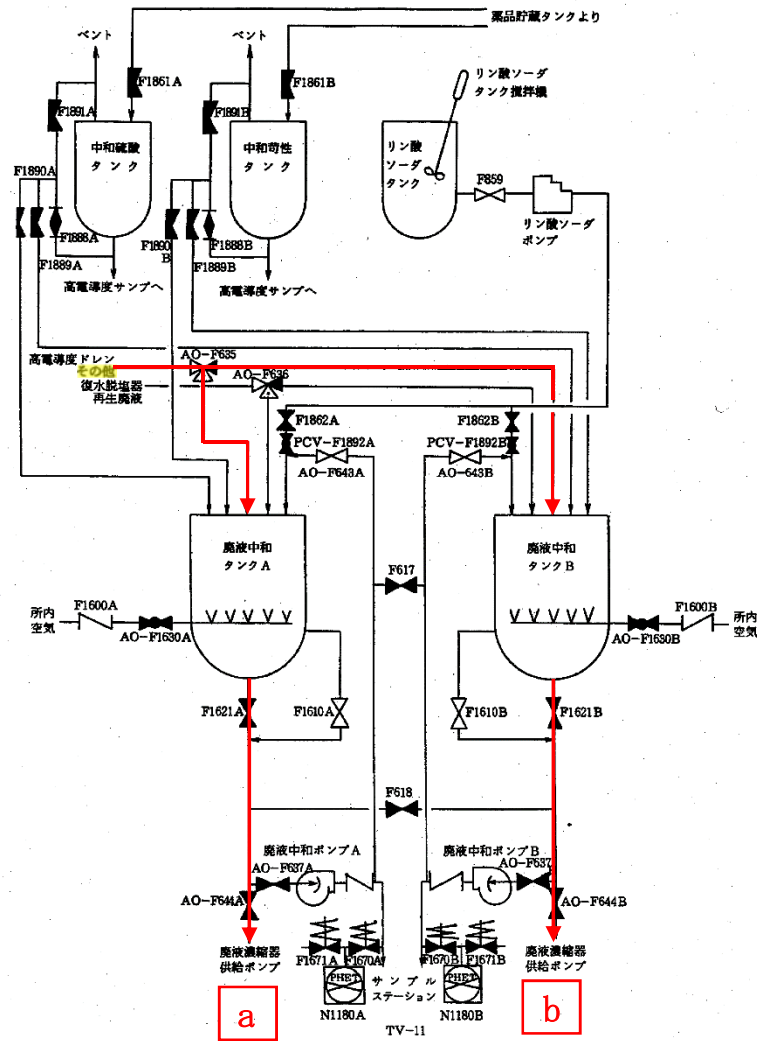 薬品貯蔵タンクより
ベント
ベント
F1861A
F1861B
リン酸ソーダ
タンク攪拌機
F1891A
F1891B
中和硫酸
タンク
中和苛性
タンク
リン酸
ソーダ
タンク
F859
リン酸ソーダ
ポンプ
F1890A
F1888A
F1889A
F1890
B
F1888B
F1889B
高電導度サンプへ
高電導度サンプへ
高電導度ドレン
その他
復水脱塩器
再生廃液
AO-F635
AO-F636
F1862A
F1862B
PCV-F1892A
PCV-F1892B
AO-F643A
AO-643B
廃液中和
タンクA
廃液中和
タンクB
F617
F1600A
F1600B
所内
空気
所内
空気
AO-F1630A
AO-F1630B
F1621A
F1610A
F1610B
F1621B
F618
廃液中和ポンプA
廃液中和ポンプB
AO-F637A
AO-F637
AO-F644A
AO-F644B
廃液濃縮器
供給ポンプ
廃液濃縮器
供給ポンプ
F1671A
F1670A
F1670B
F1671B
PHET
PHET
サンプル
ステーション
N1180A
N1180B
a
b
TV-11